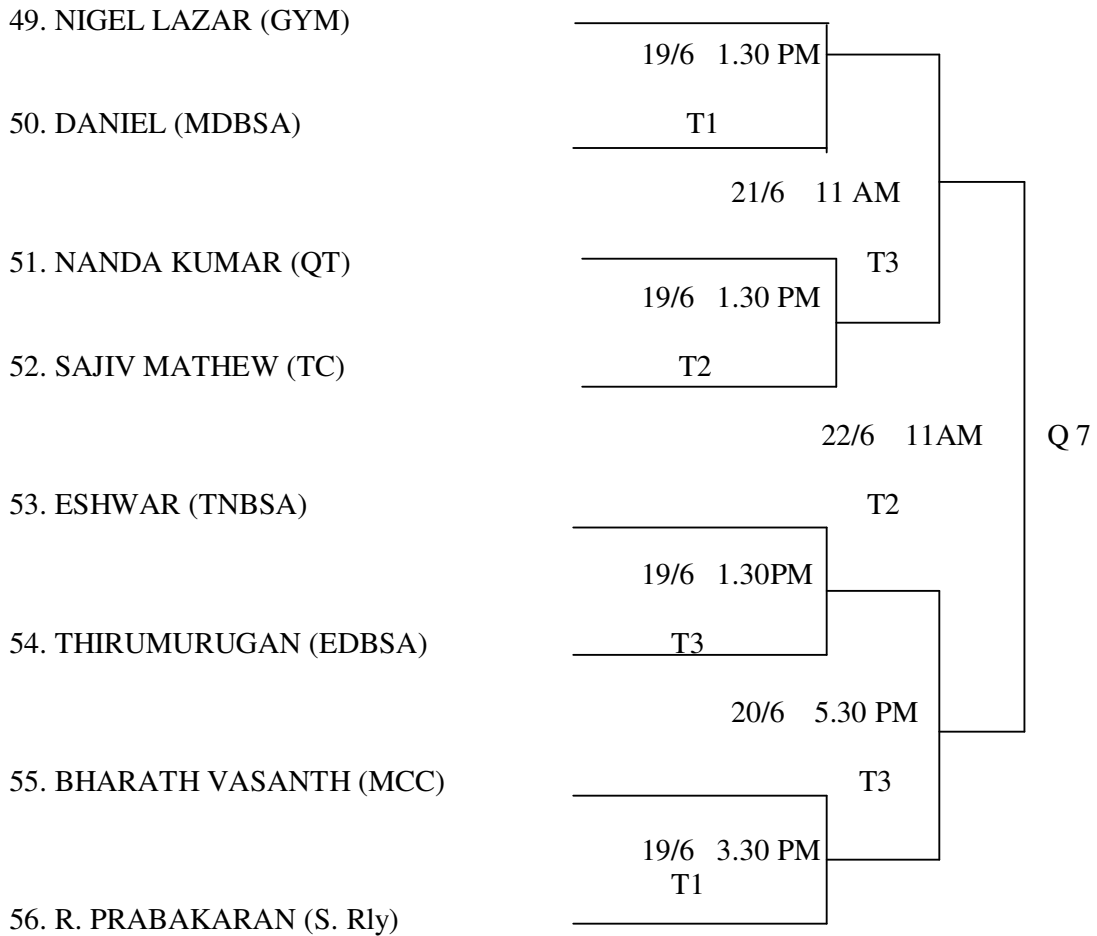 49. NIGEL LAZAR (GYM)
19/6 1.30 PM
50. DANIEL (MDBSA) T1
21/6 11 AM
51. NANDA KUMAR (QT) T3
19/6 1.30 PM
52. SAJIV MATHEW (TC) T2
22/6 11AM Q 7
53. ESHWAR (TNBSA) T2
19/6 1.30PM
54. THIRUMURUGAN (EDBSA) T3
20/6 5.30 PM
55. BHARATH VASANTH (MCC) T3
19/6 3.30 PM
T1
56. R. PRABAKARAN (S. Rly)